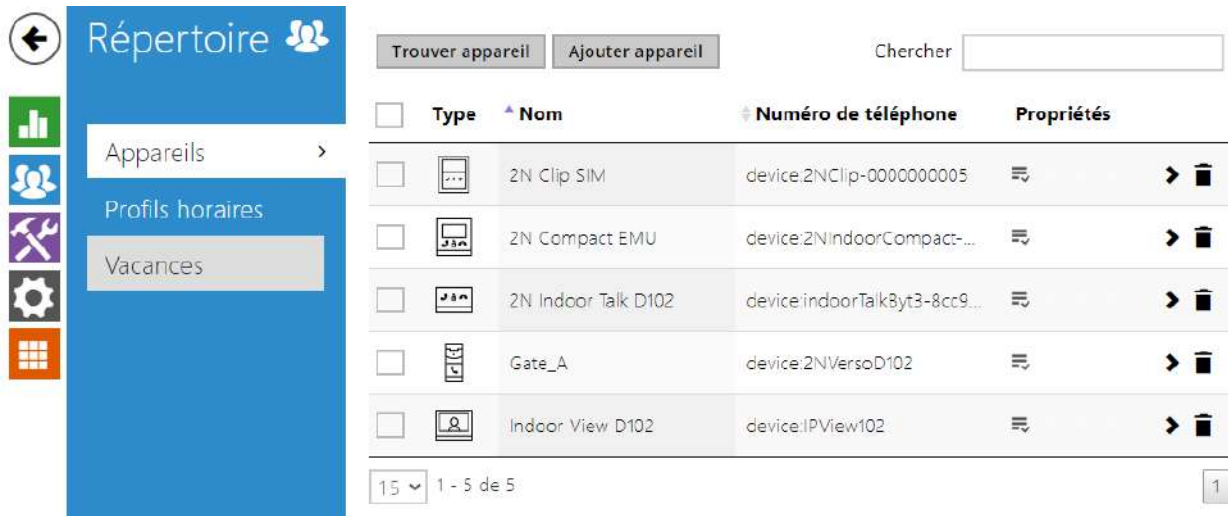 Répertoire
Trouver appareil Ajouter appareil Chercher
Type Nom Numéro de téléphone Propriétés
Appareils
2N Clip SIM device:2NClip-0000000005
Profils horaires
2N Compact EMU device:2NIndoorCompact-...
Vacances
2N Indoor Talk D102 device:indoorTalkByt3-8cc9...
Gate_A device:2NVersoD102
Indoor View D102 device:IPView102
15 1 - 5 de 5 1